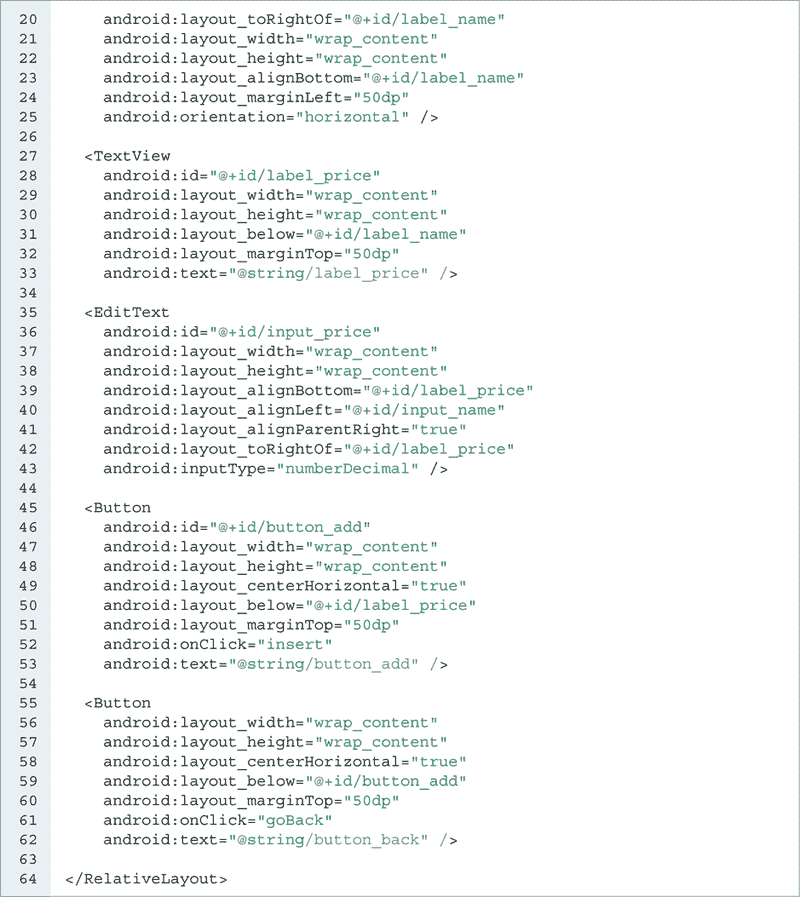 20 android:layout_toRightOf="@+id/label_name"
21 android:layout_width="wrap_content"
22 android:layout_height="wrap_content"
23 android:layout_alignBottom="@+id/label_name"
24 android:layout_marginLeft="50dp"
25 android:orientation="horizontal" />
26
27 <TextView
28 android:id="@+id/label_price"
29 android:layout_width="wrap_content"
30 android:layout_height="wrap_content"
31 android:layout_below="@+id/label_name"
32 android:layout_marginTop="50dp"
33 android:text="@string/label_price" />
34
35 <EditText
36 android:id="@+id/input_price"
37 android:layout_width="wrap_content"
38 android:layout_height="wrap_content"
39 android:layout_alignBottom="@+id/label_price"
40 android:layout_alignLeft="@+id/input_name"
41 android:layout_alignParentRight="true"
42 android:layout_toRightOf="@+id/label_price"
43 android:inputType="numberDecimal" />
44
45 <Button
46 android:id="@+id/button_add"
47 android:layout_width="wrap_content"
48 android:layout_height="wrap_content"
49 android:layout_centerHorizontal="true"
50 android:layout_below="@+id/label_price"
51 android:layout_marginTop="50dp"
52 android:onClick="insert"
53 android:text="@string/button_add" />
54
55 <Button
56 android:layout_width="wrap_content"
57 android:layout_height="wrap_content"
58 android:layout_centerHorizontal="true"
59 android:layout_below="@+id/button_add"
60 android:layout_marginTop="50dp"
61 android:onClick="goBack"
62 android:text="@string/button_back" />
63
64 </RelativeLayout>